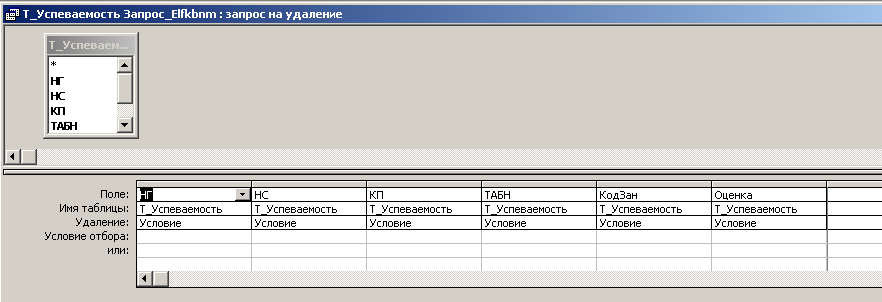 Т_Успеваемость Запрос_Elfkbnm : запрос на удаление
Т_Успеваем...
*
НГ
НС
КП
ТАБН
Поле: НГ НС КП ТАБН КодЗан Оценка
Имя таблицы: Т_Успеваемость Т_Успеваемость Т_Успеваемость Т_Успеваемость Т_Успеваемость Т_Успеваемость
Удаление: Условие Условие Условие Условие Условие Условие
Условие отбора:
или: